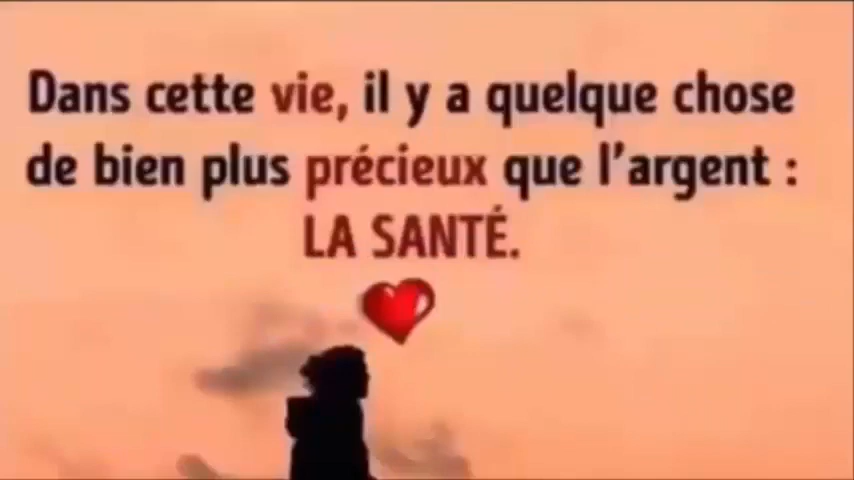 Dans cette vie, il y a quelque chose
de bien plus précieux que l'argent :
LA SANTÉ.